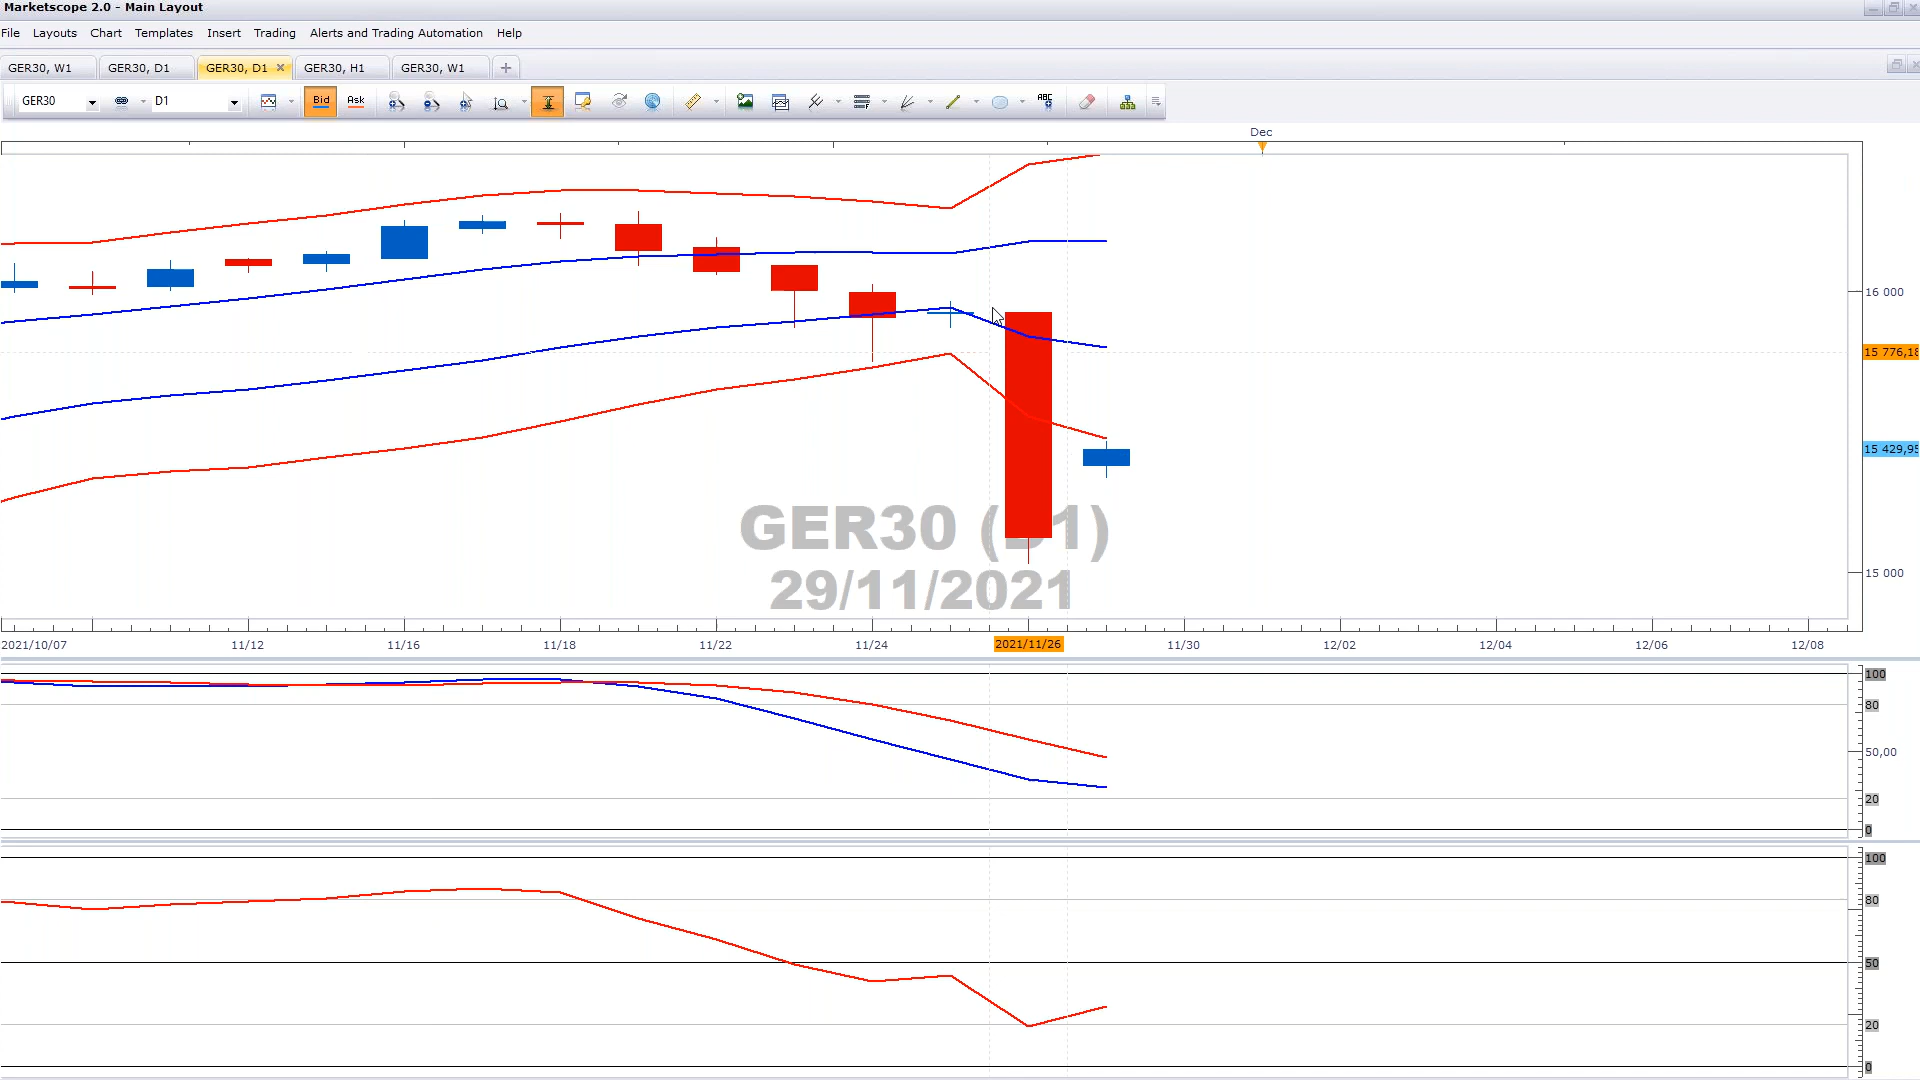 Marketscope 2.0 - Main Layout
File Layouts Chart Templates Insert Trading Alerts and Trading Automation Help
GER30, W1 GER30, D1 GER30, D1 GER30, H1 GER30, W1
GER30 D1 Bid Ask ABC
Dec
16 000
15 776,18
15 429,95
GER30 (D1)
29/11/2021
15 000
2021/10/07 11/12 11/16 11/18 11/22 11/24 2021/11/26 11/30 12/02 12/04 12/06 12/08
100
80
50,00
20
0
100
80
50
20
0